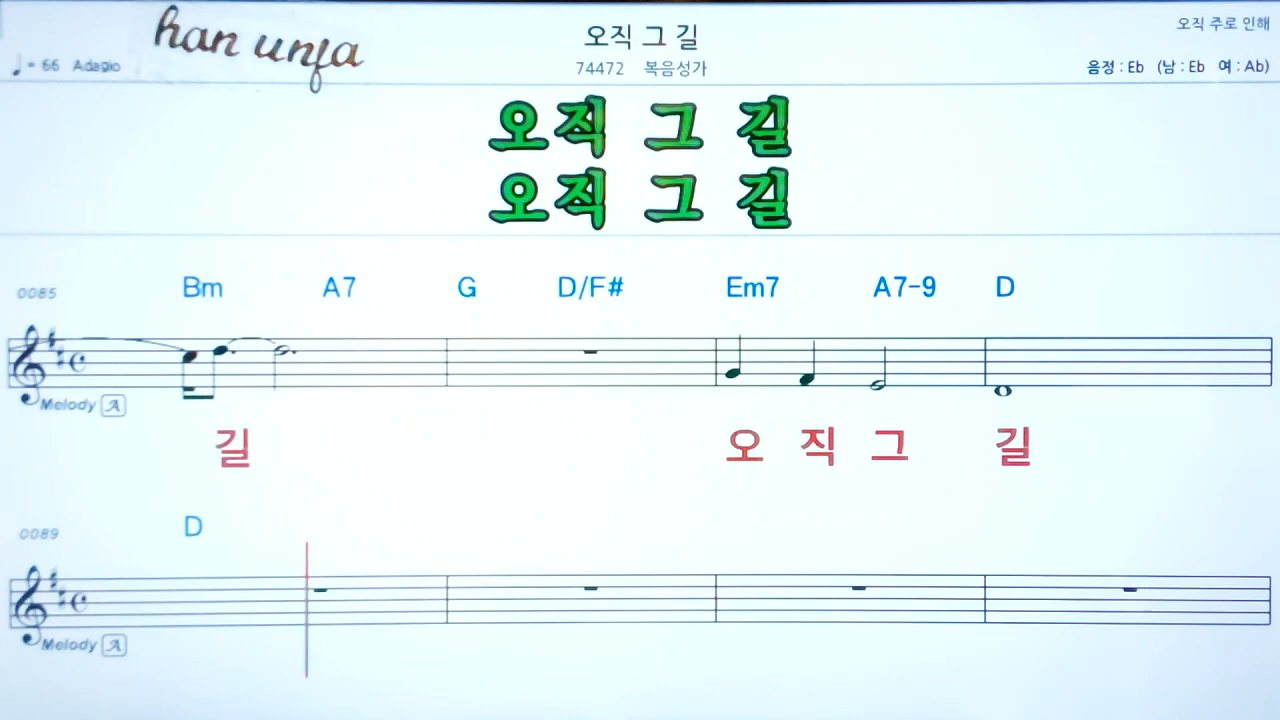 han unfa
오직 그 길
오직 주로 인해
♩= 66 Adagio
74472 복음성가
음정 : Eb (남 : Eb 여 : Ab)
오직 그 길
오직 그 길
0085 Bm A7 G D/F# Em7 A7-9 D
Melody A
길 오 직 그 길
0089 D
Melody A